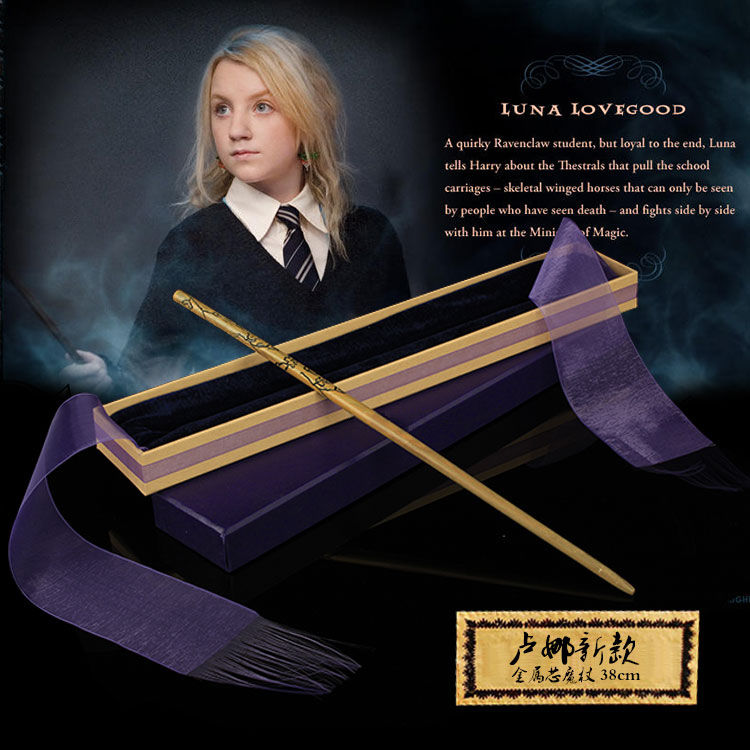 LUNA LOVEGOOD
A quirky Ravenclaw student, but loyal to the end, Luna
tells Harry about the Thestrals that pull the school
carriages – skeletal winged horses that can only be seen
by people who have seen death – and fights side by side
with him at the of Magic.
卢娜新款
金属芯魔杖 38cm